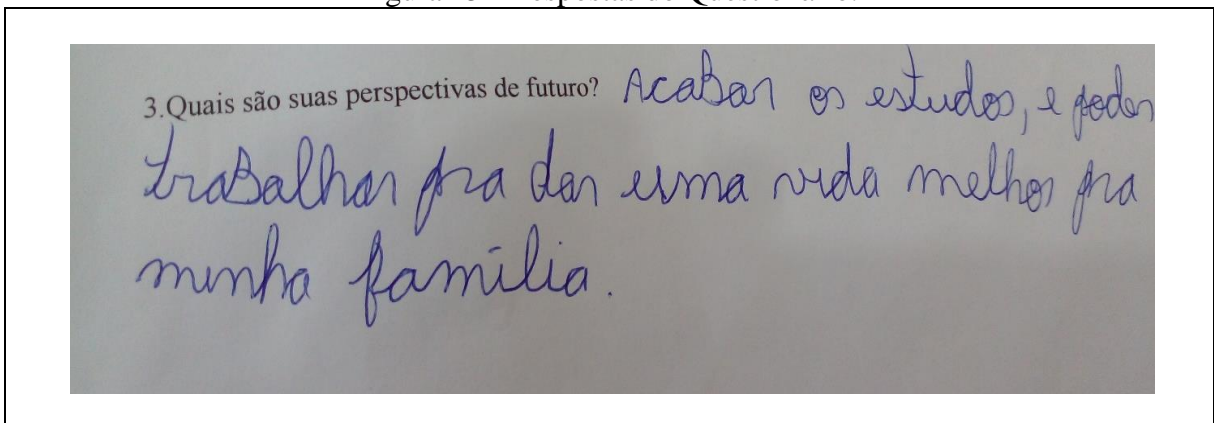 3.Quais são suas perspectivas de futuro? Acabar os estudos, e poder
trabalhar pra dar uma vida melhor pra
minha família.